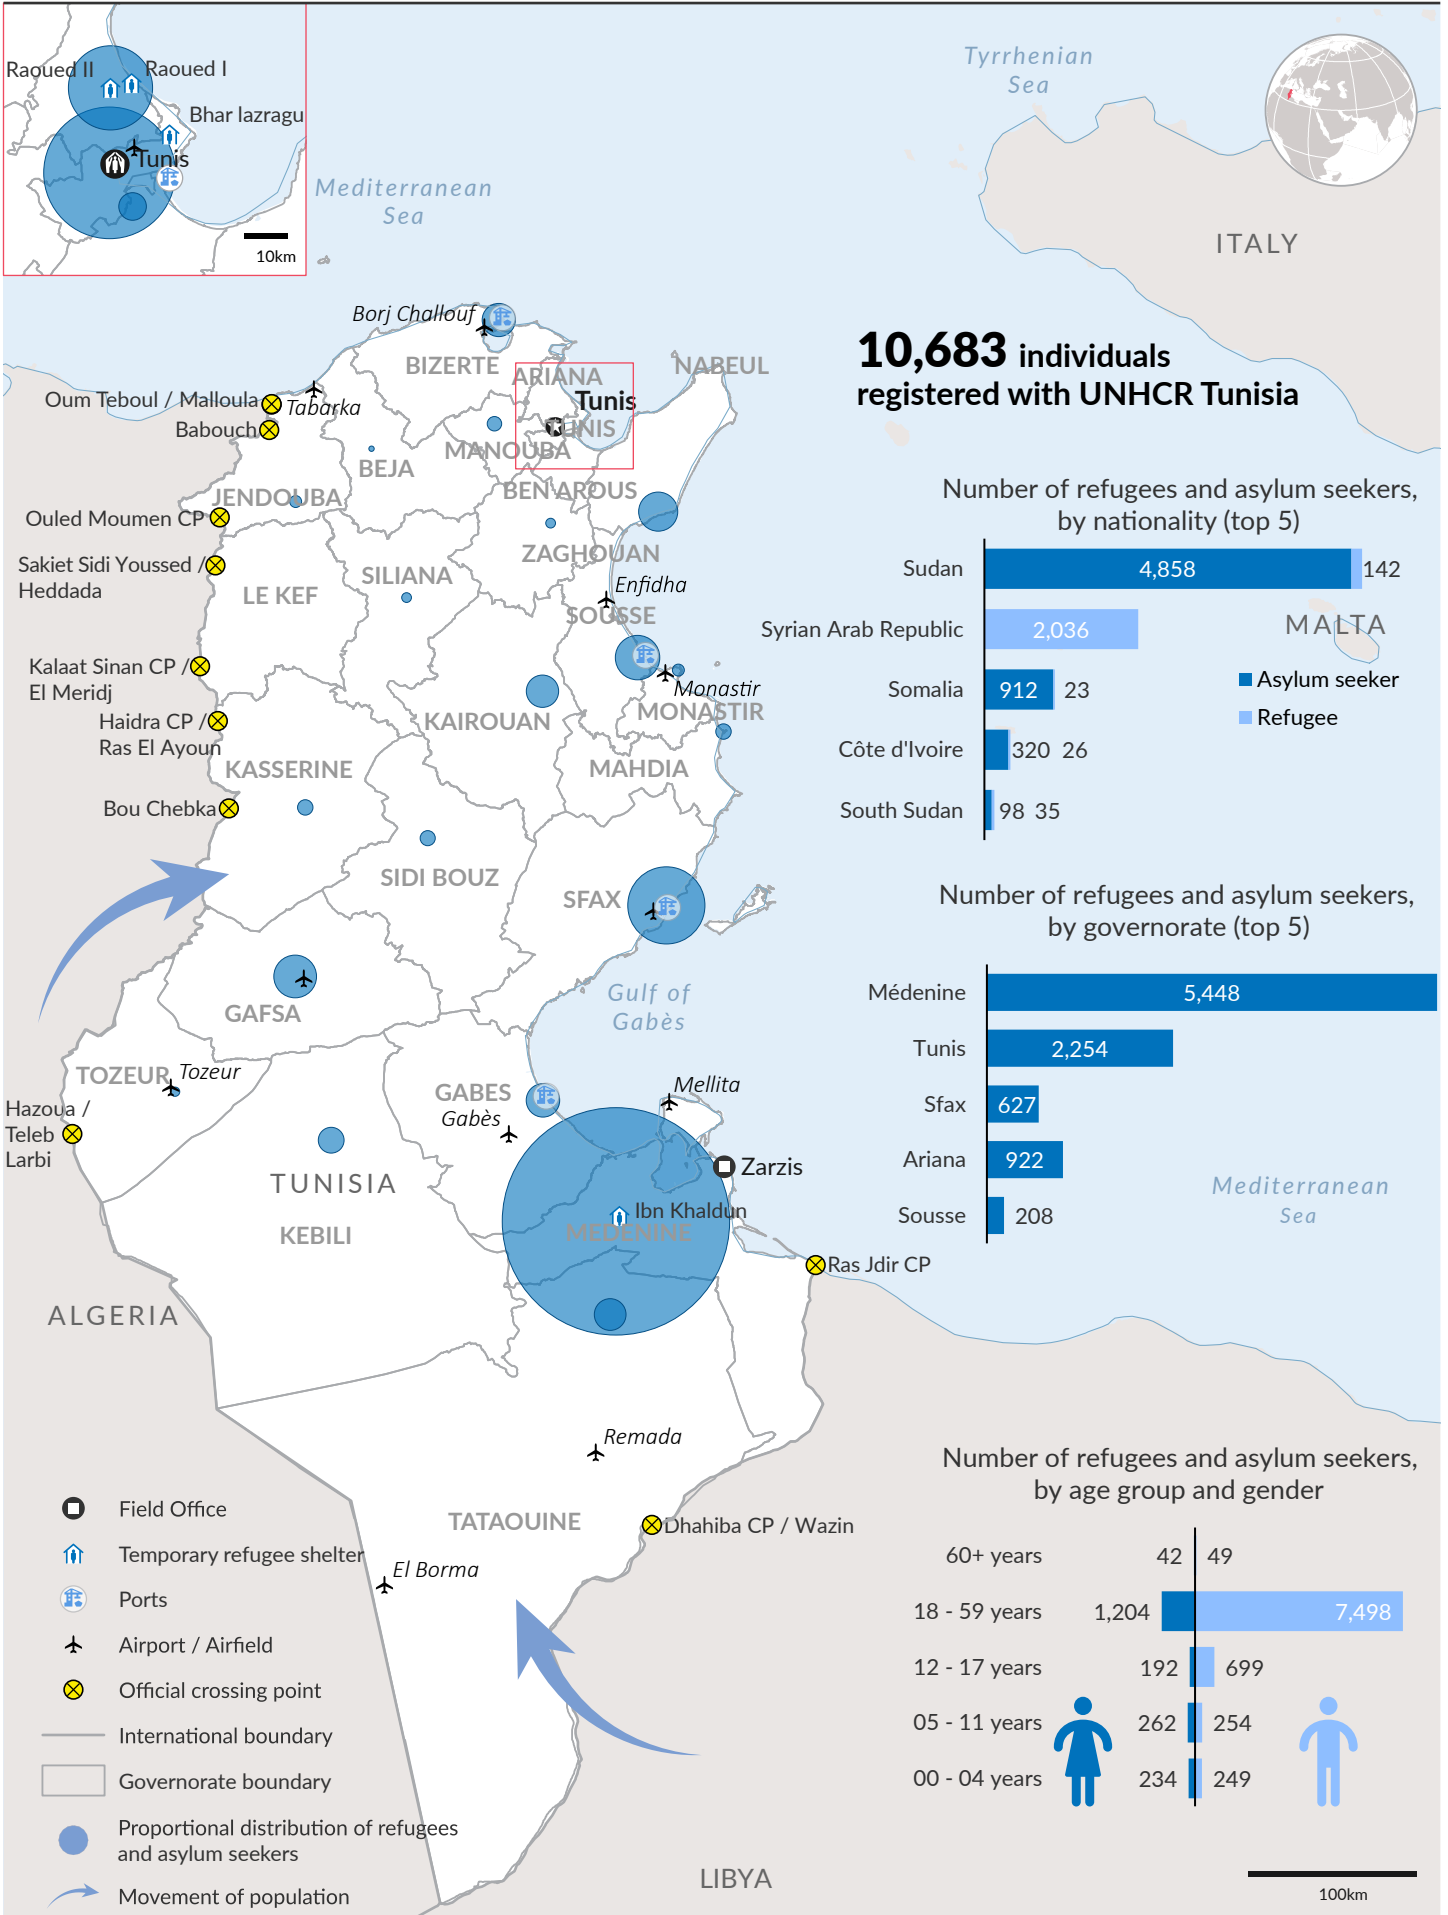 Raoued II
Raoued I
Bhar lazragu
Tunis
10km
Mediterranean
Sea
Tyrrhenian
Sea
ITALY
10,683 individuals
registered with UNHCR Tunisia
Borj Challouf
BIZERTE
ARIANA
NABEUL
Tunis
TUNIS
Oum Teboul / Malloula
Tabarka
Babouch
MANOUBA
BEJA
JENDOUBA
BEN AROUS
Ouled Moumen CP
ZAGHOUAN
Sakiet Sidi Youssed /
Heddada
LE KEF
SILIANA
Enfidha
SOUSSE
Kalaat Sinan CP /
El Meridj
Monastir
MONASTIR
Haidra CP /
Ras El Ayoun
KAIROUAN
KASSERINE
MAHDIA
Bou Chebka
SIDI BOUZ
SFAX
GAFSA
Gulf of
Gabès
TOZEUR
Tozeur
GABES
Gabès
Mellita
Hazoua /
Teleb
Larbi
Zarzis
TUNISIA
KEBILI
Ibn Khaldun
MEDENINE
Ras Jdir CP
ALGERIA
Remada
TATAOUINE
Dhahiba CP / Wazin
El Borma
LIBYA
MALTA
Mediterranean
Sea
Number of refugees and asylum seekers,
by nationality (top 5)
Sudan 4,858 142
Syrian Arab Republic 2,036
Somalia 912 23
Côte d'Ivoire 320 26
South Sudan 98 35
Asylum seeker
Refugee
Number of refugees and asylum seekers,
by governorate (top 5)
Médenine 5,448
Tunis 2,254
Sfax 627
Ariana 922
Sousse 208
Number of refugees and asylum seekers,
by age group and gender
60+ years 42 49
18 - 59 years 1,204 7,498
12 - 17 years 192 699
05 - 11 years 262 254
00 - 04 years 234 249
Field Office
Temporary refugee shelter
Ports
Airport / Airfield
Official crossing point
International boundary
Governorate boundary
Proportional distribution of refugees
and asylum seekers
Movement of population
100km